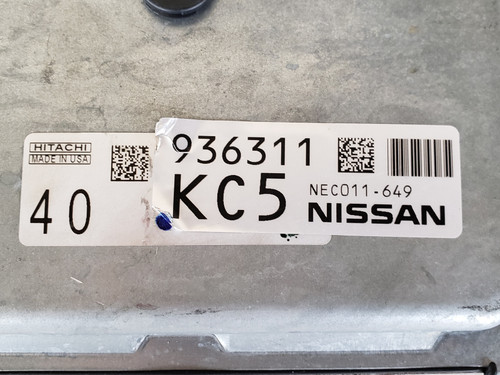 HITACHI
MADE IN USA
40
936311
KC5
NEC011-649
NISSAN